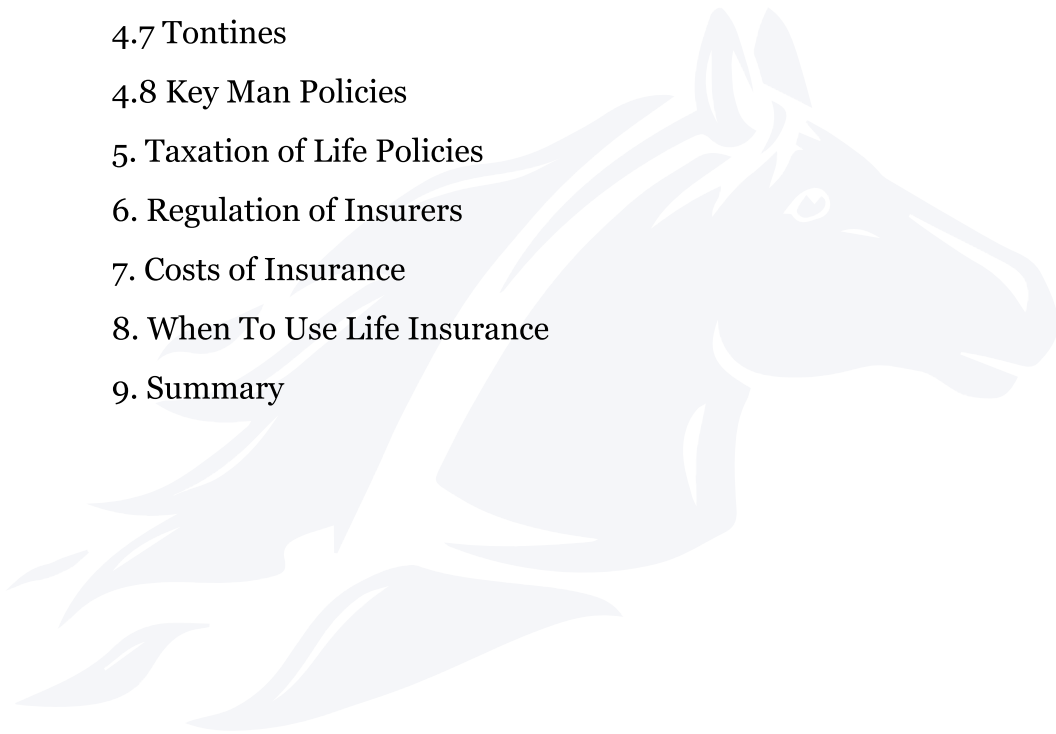 4.7 Tontines
4.8 Key Man Policies
5. Taxation of Life Policies
6. Regulation of Insurers
7. Costs of Insurance
8. When To Use Life Insurance
9. Summary